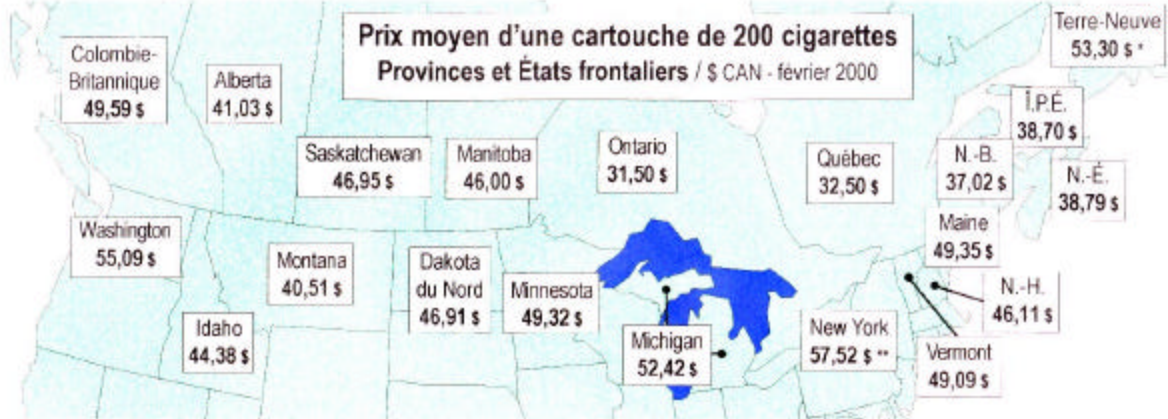 Prix moyen d'une cartouche de 200 cigarettes
Provinces et États frontaliers / $ CAN - février 2000
Terre-Neuve
53,30 $ *
Colombie-
Britannique
49,59 $
Alberta
41,03 $
Î.P.É.
38,70 $
Saskatchewan
46,95 $
Manitoba
46,00 $
Ontario
31,50 $
Québec
32,50 $
N.-B.
37,02 $
N.-É.
38,79 $
Washington
55,09 $
Montana
40,51 $
Dakota
du Nord
46,91 $
Minnesota
49,32 $
Maine
49,35 $
N.-H.
46,11 $
Idaho
44,38 $
Michigan
52,42 $
New York
57,52 $ **
Vermont
49,09 $